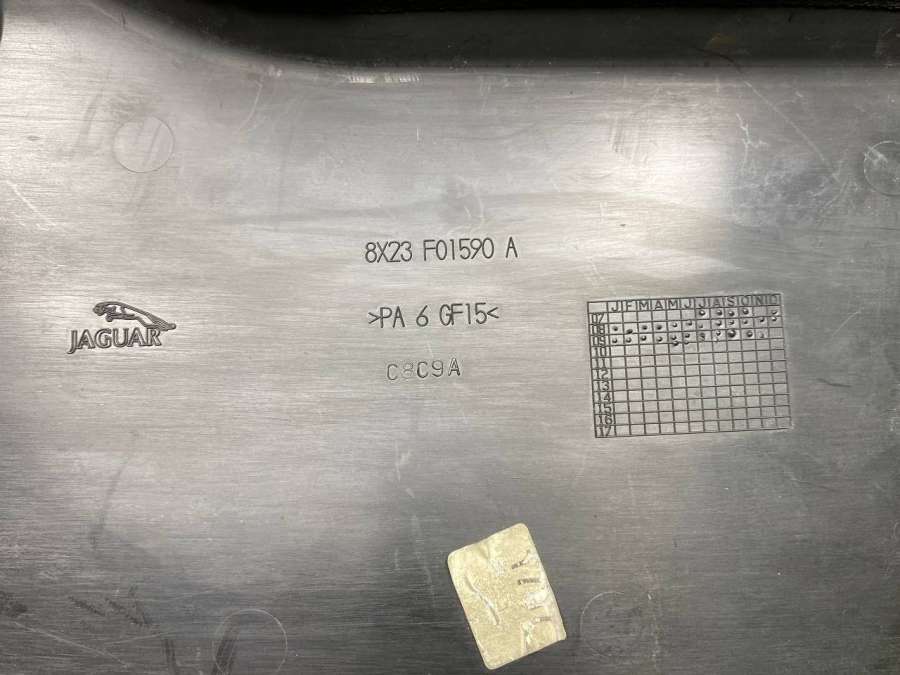 8X23 F01590 A
>PA 6 GF15<
JAGUAR
C8C9A
J F M A M J J A S O N D
07
08
09
10
11
12
13
14
15
16
17